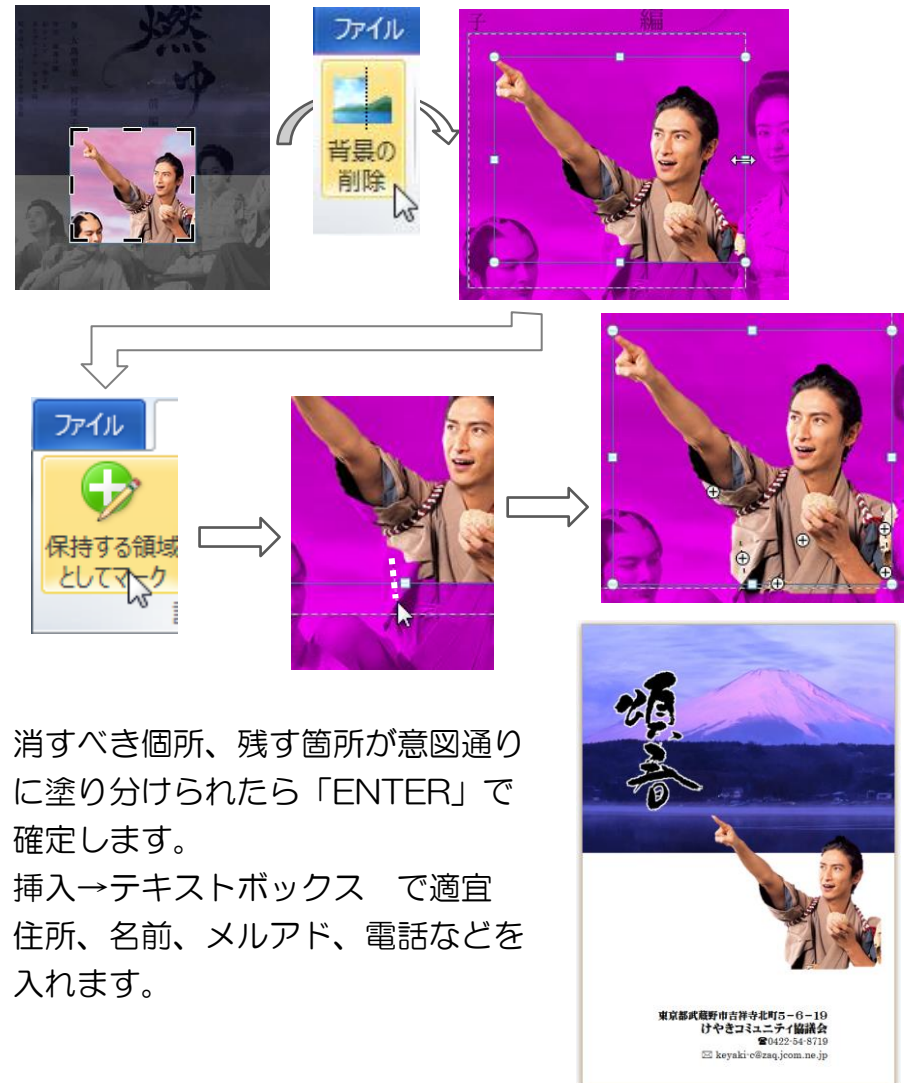 燃ゆ
前編
ファイル
背景の
削除
子
編
ファイル
保持する領域
としてマーク
消すべき個所、残す箇所が意図通り
に塗り分けられたら「ENTER」で
確定します。
挿入→テキストボックス　で適宜
住所、名前、メルアド、電話などを
入れます。
東京都武蔵野市吉祥寺北町5-6-19
けやきコミュニティ協議会
☎0422-54-8719
✉ keyaki-c@zaq.jcom.ne.jp